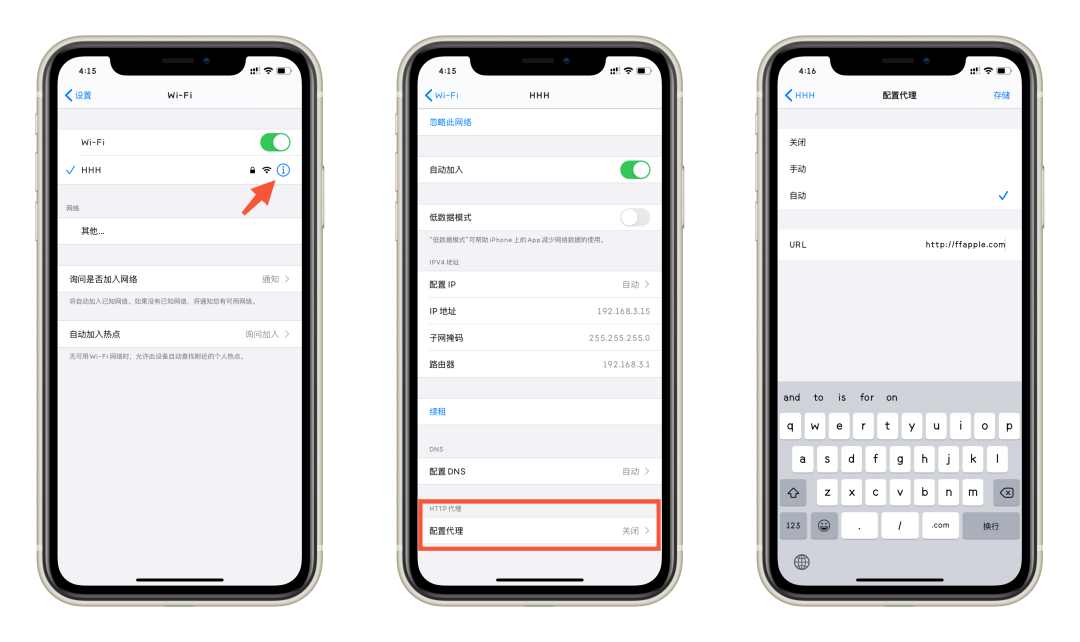 4:15
设置
Wi-Fi
Wi-Fi
HHH
网络
其他...
询问是否加入网络 通知
将自动加入已知网络。如果没有已知网络，将通知您有可用网络。
自动加入热点 询问加入
无可用 Wi-Fi 网络时，允许此设备自动查找附近的个人热点。
4:15
Wi-Fi
HHH
忽略此网络
自动加入
低数据模式
“低数据模式”可帮助 iPhone 上的 App 减少网络数据的使用。
IPV4 地址
配置 IP 自动
IP 地址 192.168.3.15
子网掩码 255.255.255.0
路由器 192.168.3.1
续租
DNS
配置 DNS 自动
HTTP 代理
配置代理 关闭
4:16
HHH
配置代理
存储
关闭
手动
自动
URL http://ffapple.com
and to is for on
q w e r t y u i o p
a s d f g h j k l
z x c v b n m
123 . / .com 换行